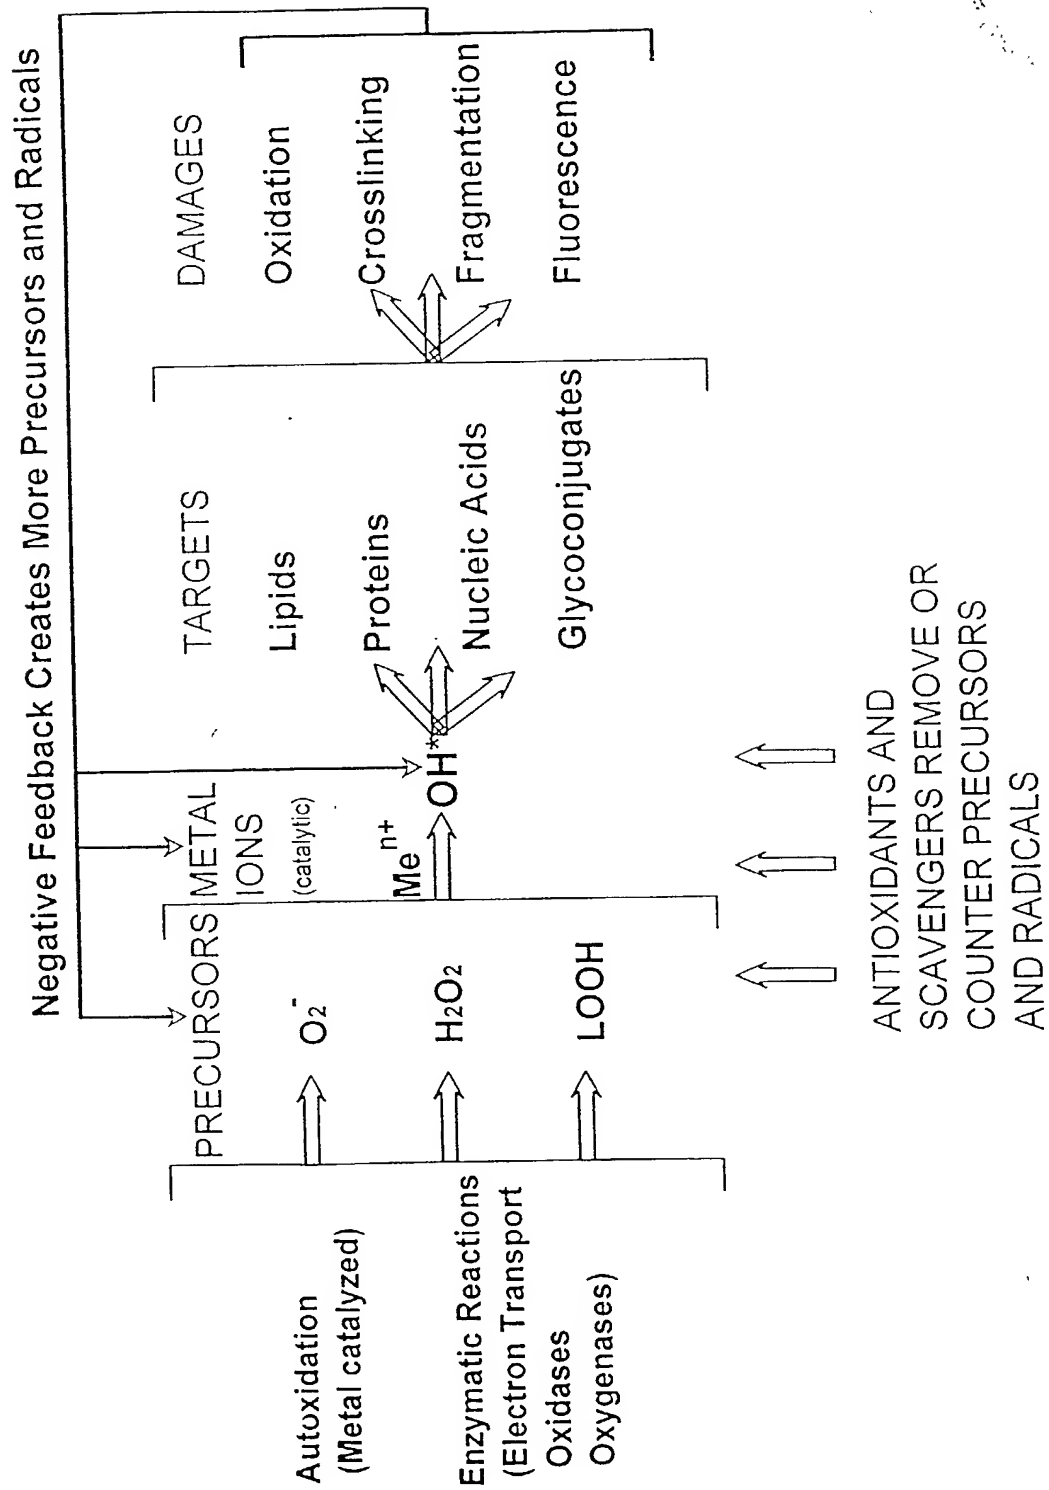 Negative Feedback Creates More Precursors and Radicals
Autoxidation
(Metal catalyzed)
Enzymatic Reactions
(Electron Transport
Oxidases
Oxygenases)
PRECURSORS
O₂⁻
H₂O₂
LOOH
METAL
IONS
(catalytic)
Meⁿ⁺
OH*
TARGETS
Lipids
Proteins
Nucleic Acids
Glycoconjugates
DAMAGES
Oxidation
Crosslinking
Fragmentation
Fluorescence
ANTIOXIDANTS AND
SCAVENGERS REMOVE OR
COUNTER PRECURSORS
AND RADICALS